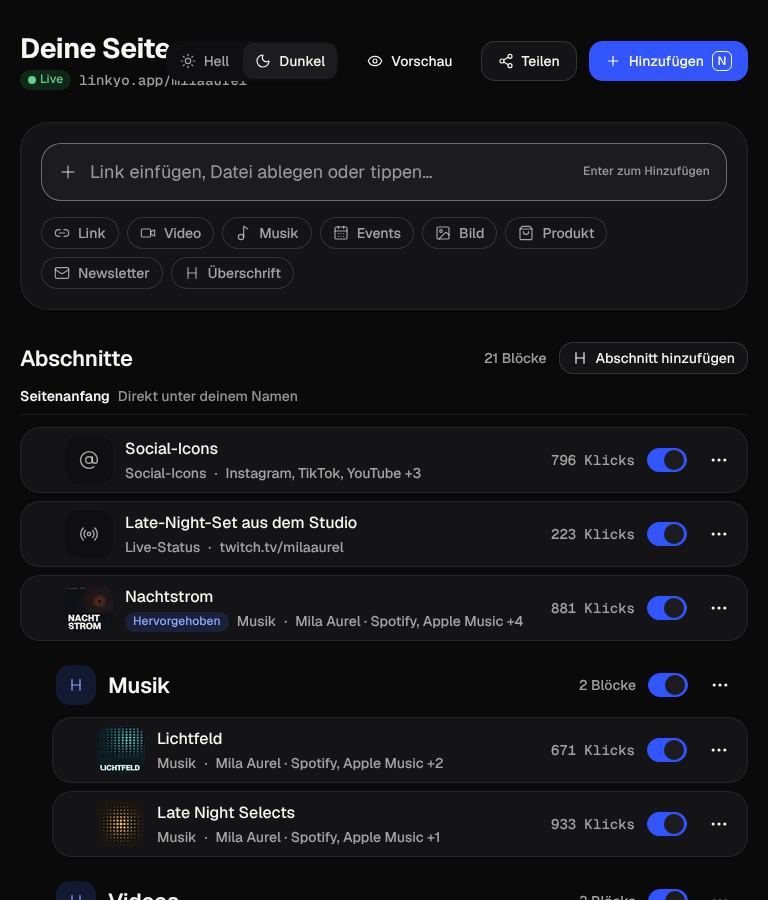 Deine Seite
Hell
Dunkel
Vorschau
Teilen
Hinzufügen N
Live
linkyo.app/milaaurel
Link einfügen, Datei ablegen oder tippen…
Enter zum Hinzufügen
Link
Video
Musik
Events
Bild
Produkt
Newsletter
H Überschrift
Abschnitte
21 Blöcke
H Abschnitt hinzufügen
Seitenanfang Direkt unter deinem Namen
Social-Icons
Social-Icons · Instagram, TikTok, YouTube +3
796 Klicks
Late-Night-Set aus dem Studio
Live-Status · twitch.tv/milaaurel
223 Klicks
NACHT
STROM
Nachtstrom
Hervorgehoben Musik · Mila Aurel · Spotify, Apple Music +4
881 Klicks
H
Musik
2 Blöcke
LICHTFELD
Lichtfeld
Musik · Mila Aurel · Spotify, Apple Music +2
671 Klicks
Late Night Selects
Musik · Mila Aurel · Spotify, Apple Music +1
933 Klicks
H
Videos